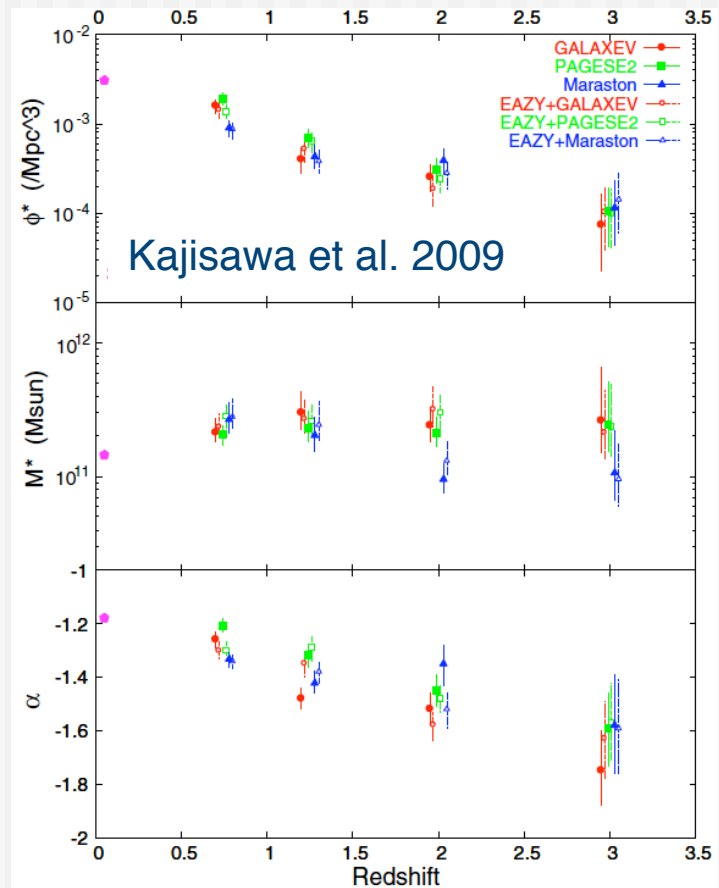 0 0.5 1 1.5 2 2.5 3 3.5
10^-2
GALAXEV
PAGESE2
Maraston
EAZY+GALAXEV
EAZY+PAGESE2
EAZY+Maraston
10^-3
ϕ* (/Mpc^3)
10^-4
Kajisawa et al. 2009
10^-5
10^12
M* (Msun)
10^11
-1
-1.2
-1.4
α
-1.6
-1.8
-2
0 0.5 1 1.5 2 2.5 3 3.5
Redshift